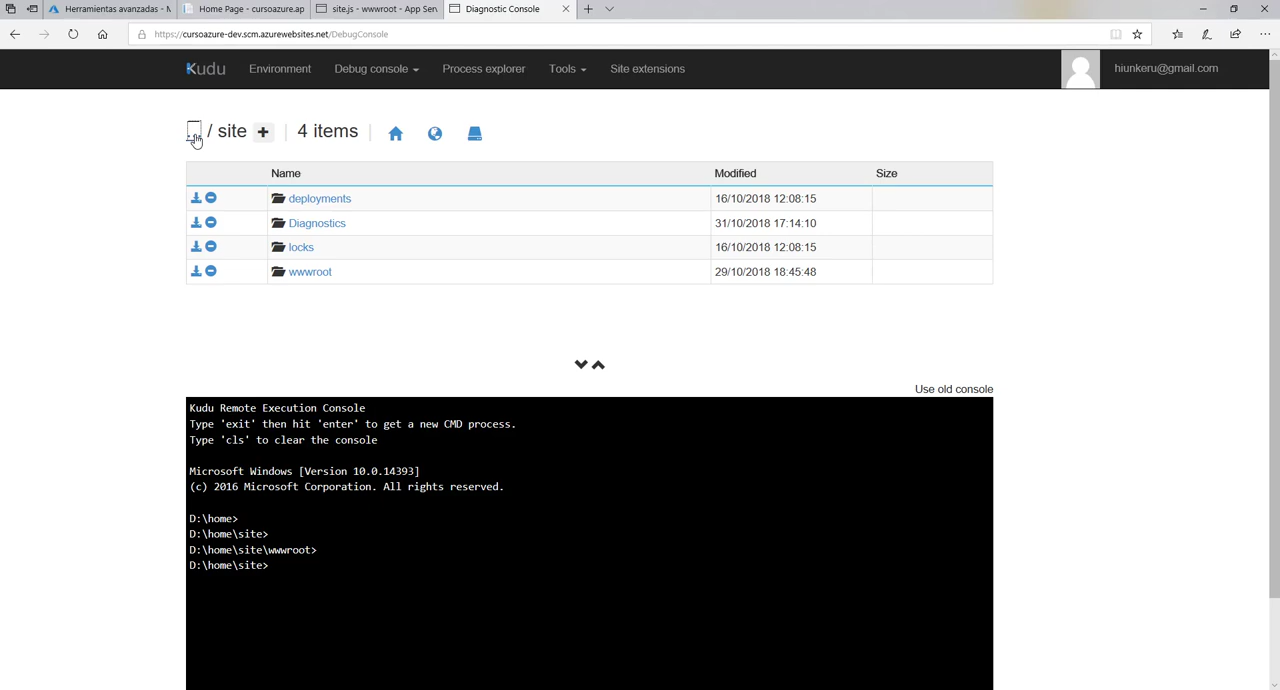 Herramientas avanzadas - M
Home Page - cursoazure.ap
site.js - wwwroot - App Serv
Diagnostic Console
https://cursoazure-dev.scm.azurewebsites.net/DebugConsole
Kudu Environment Debug console Process explorer Tools Site extensions hiunkeru@gmail.com
... / site | 4 items |
Name Modified Size
deployments 16/10/2018 12:08:15
Diagnostics 31/10/2018 17:14:10
locks 16/10/2018 12:08:15
wwwroot 29/10/2018 18:45:48
Use old console
Kudu Remote Execution Console
Type 'exit' then hit 'enter' to get a new CMD process.
Type 'cls' to clear the console
Microsoft Windows [Version 10.0.14393]
(c) 2016 Microsoft Corporation. All rights reserved.
D:\home>
D:\home\site>
D:\home\site\wwwroot>
D:\home\site>